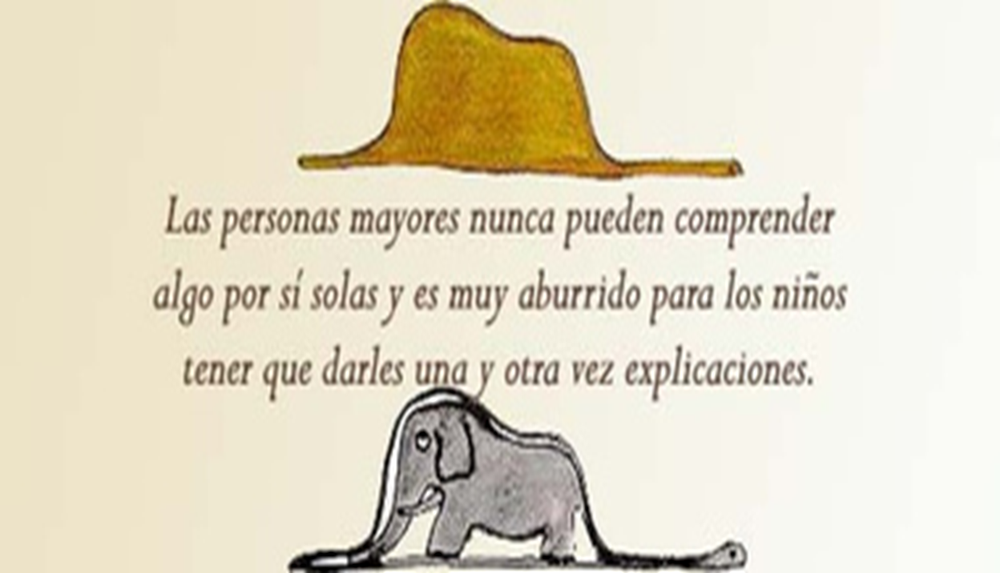 Las personas mayores nunca pueden comprender
algo por sí solas y es muy aburrido para los niños
tener que darles una y otra vez explicaciones.